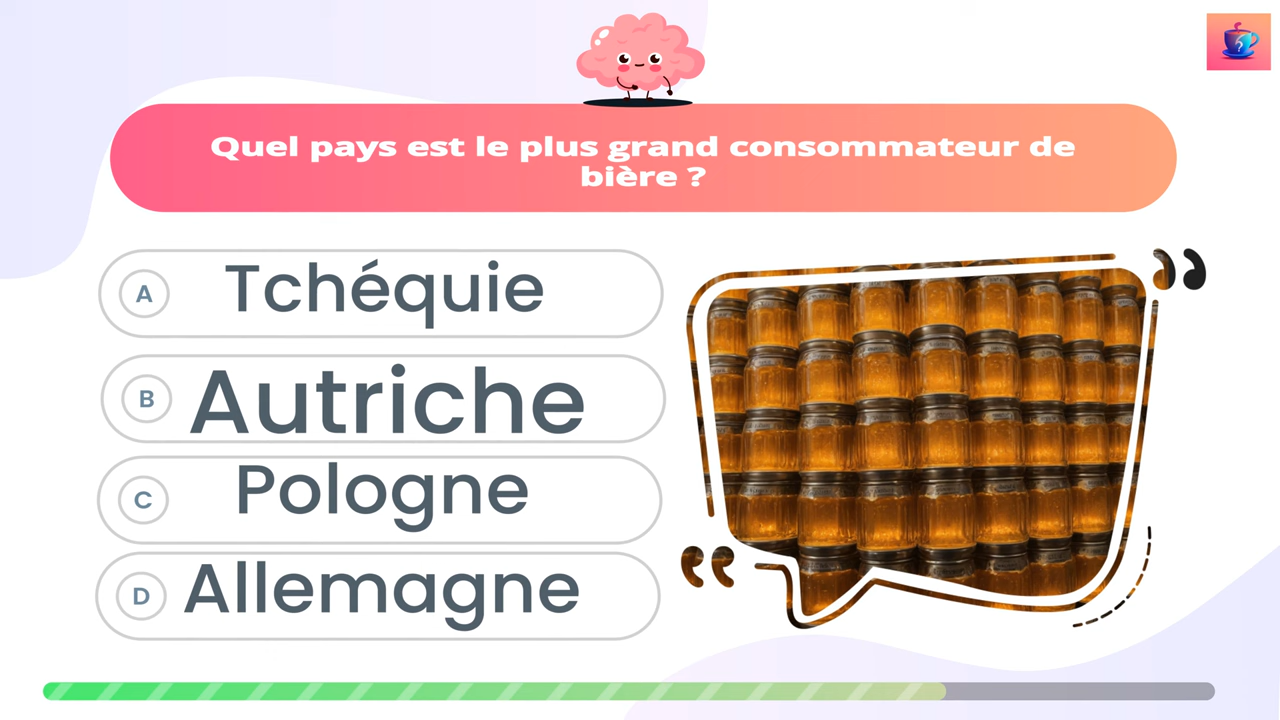 Quel pays est le plus grand consommateur de
bière ?
A Tchéquie
B Autriche
C Pologne
D Allemagne